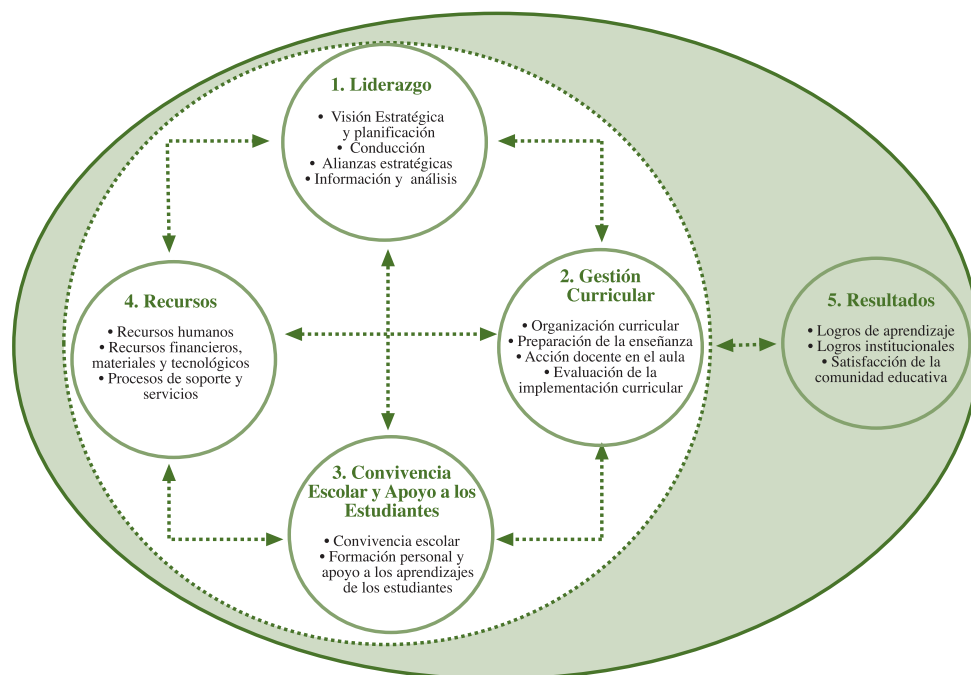 1. Liderazgo
• Visión Estratégica
y planificación
• Conducción
• Alianzas estratégicas
• Información y análisis
4. Recursos
• Recursos humanos
• Recursos financieros,
materiales y tecnológicos
• Procesos de soporte y
servicios
2. Gestión
Curricular
• Organización curricular
• Preparación de la enseñanza
• Acción docente en el aula
• Evaluación de la
implementación curricular
5. Resultados
• Logros de aprendizaje
• Logros institucionales
• Satisfacción de la
comunidad educativa
3. Convivencia
Escolar y Apoyo a los
Estudiantes
• Convivencia escolar
• Formación personal y
apoyo a los aprendizajes
de los estudiantes